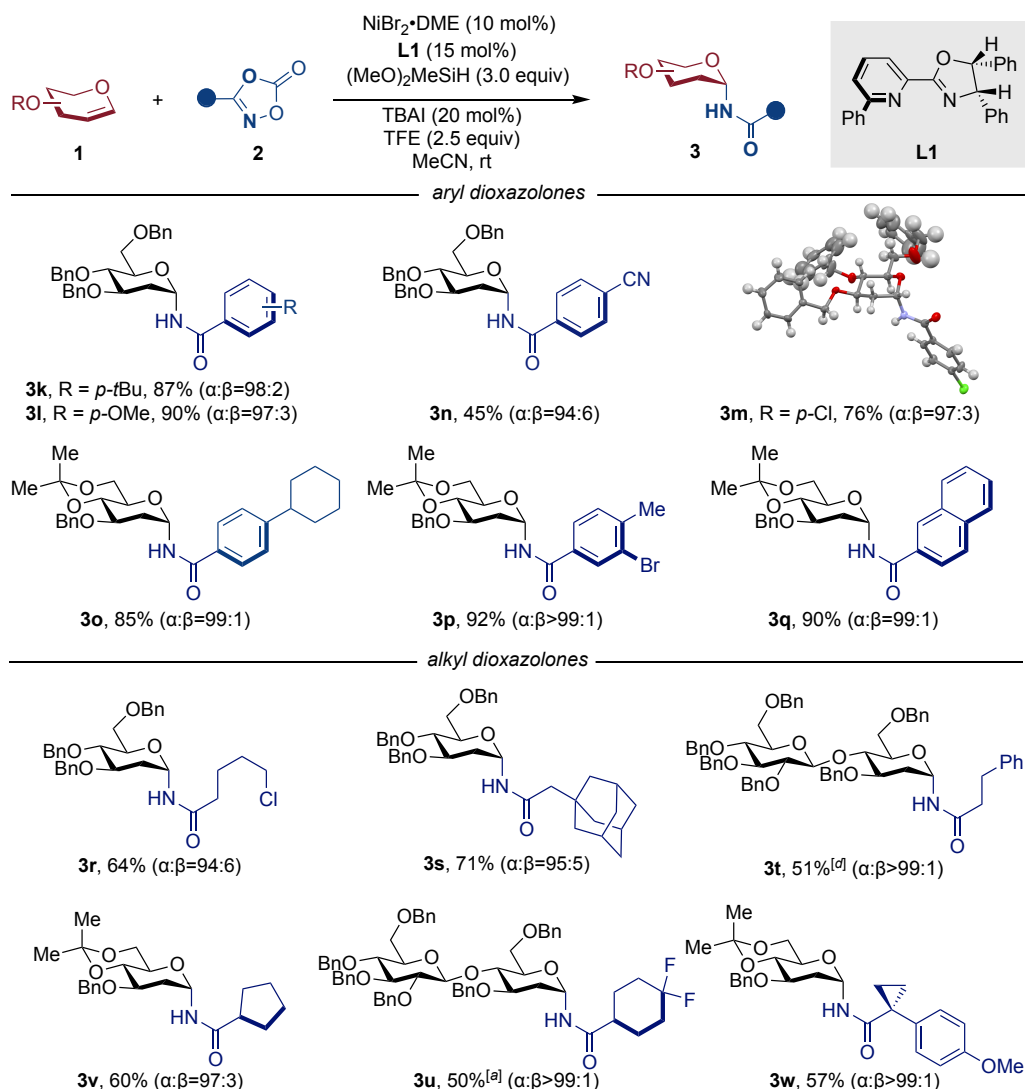 NiBr₂•DME (10 mol%)
L1 (15 mol%)
(MeO)₂MeSiH (3.0 equiv)
TBAI (20 mol%)
TFE (2.5 equiv)
MeCN, rt
RO
O
1
+
O
O
O
N
2
RO
O
HN
O
3
H
Ph
O
N
N
H
Ph
Ph
L1
aryl dioxazolones
OBn
BnO
BnO
O
HN
O
R
3k, R = p-tBu, 87% (α:β=98:2)
3l, R = p-OMe, 90% (α:β=97:3)
OBn
BnO
BnO
O
HN
O
CN
3n, 45% (α:β=94:6)
3m, R = p-Cl, 76% (α:β=97:3)
Me
Me
O
O
BnO
O
HN
O
3o, 85% (α:β=99:1)
Me
Me
O
O
BnO
O
HN
O
Me
Br
3p, 92% (α:β>99:1)
Me
Me
O
O
BnO
O
HN
O
3q, 90% (α:β=99:1)
alkyl dioxazolones
OBn
BnO
BnO
O
HN
O
Cl
3r, 64% (α:β=94:6)
OBn
BnO
BnO
O
HN
O
3s, 71% (α:β=95:5)
OBn
BnO
BnO
BnO
O
O
OBn
BnO
O
HN
O
Ph
3t, 51%[d] (α:β>99:1)
Me
Me
O
O
BnO
O
HN
O
3v, 60% (α:β=97:3)
OBn
BnO
BnO
BnO
O
O
OBn
BnO
O
HN
O
F
F
3u, 50%[a] (α:β>99:1)
Me
Me
O
O
BnO
O
HN
O
OMe
3w, 57% (α:β>99:1)